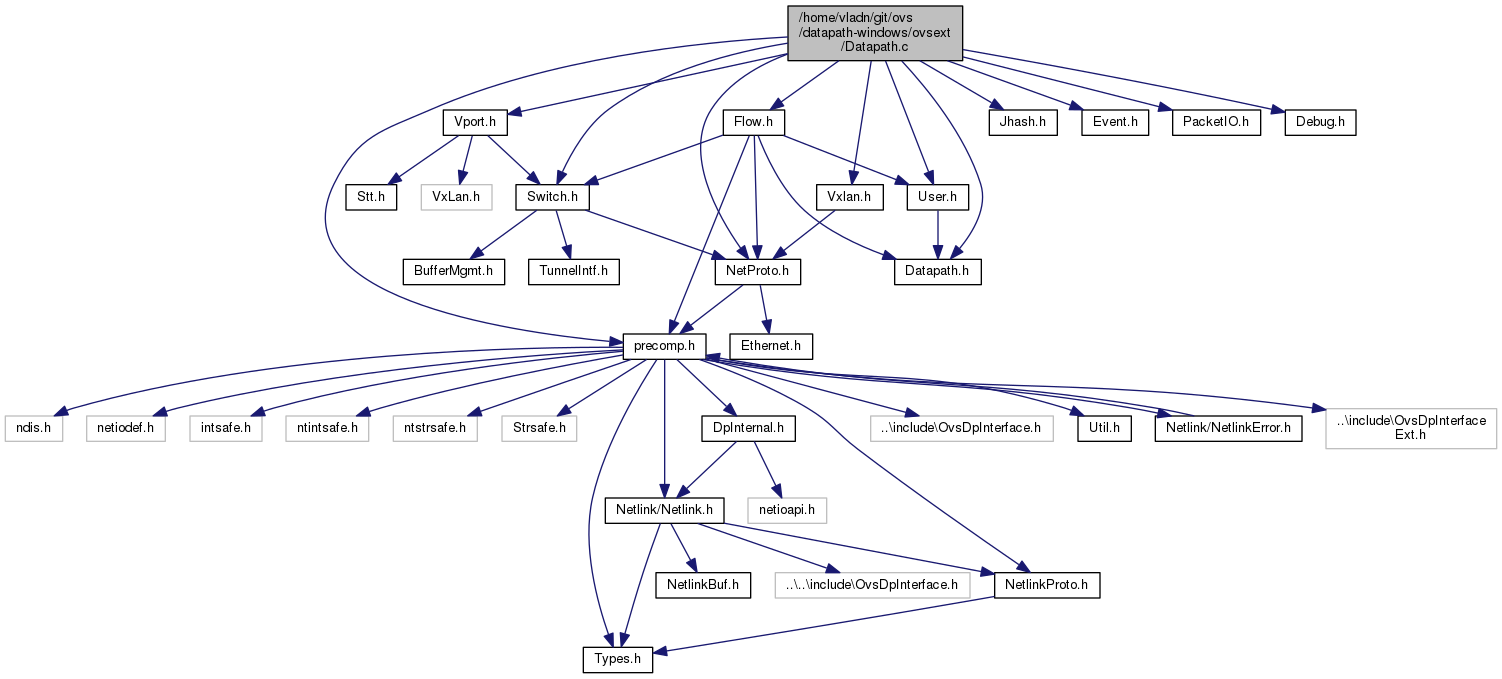 /home/vladn/git/ovs
/datapath-windows/ovsext
/Datapath.c
Vport.h
Flow.h
Jhash.h
Event.h
PacketIO.h
Debug.h
Stt.h
VxLan.h
Switch.h
Vxlan.h
User.h
BufferMgmt.h
TunnelIntf.h
NetProto.h
Datapath.h
precomp.h
Ethernet.h
ndis.h
netiodef.h
intsafe.h
ntintsafe.h
ntstrsafe.h
Strsafe.h
DpInternal.h
..\include\OvsDpInterface.h
Util.h
Netlink/NetlinkError.h
..\include\OvsDpInterface
Ext.h
Netlink/Netlink.h
netioapi.h
NetlinkBuf.h
..\..\include\OvsDpInterface.h
NetlinkProto.h
Types.h